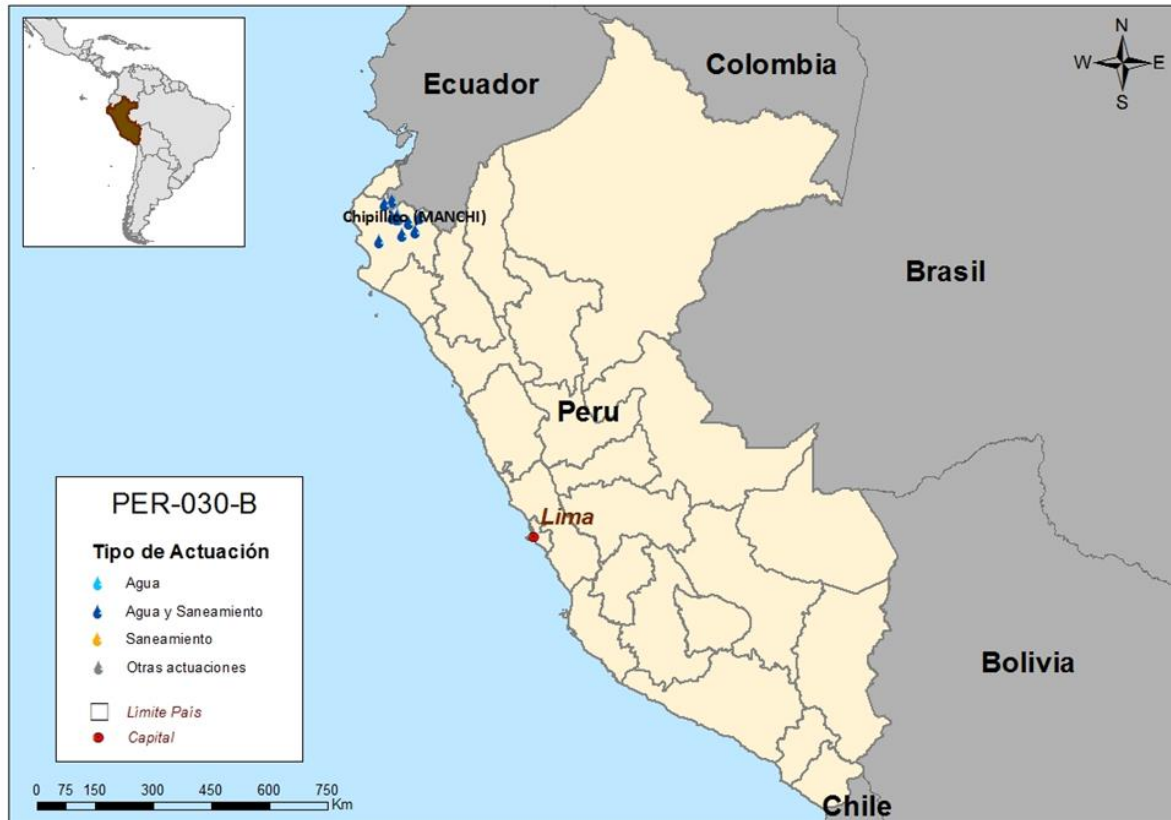 N
W E
S
Colombia
Ecuador
Chipillico (MANCHI)
Brasil
Peru
Lima
Bolivia
Chile
PER-030-B
Tipo de Actuación
Agua
Agua y Saneamiento
Saneamiento
Otras actuaciones
Límite País
Capital
0 75 150 300 450 600 750
Km